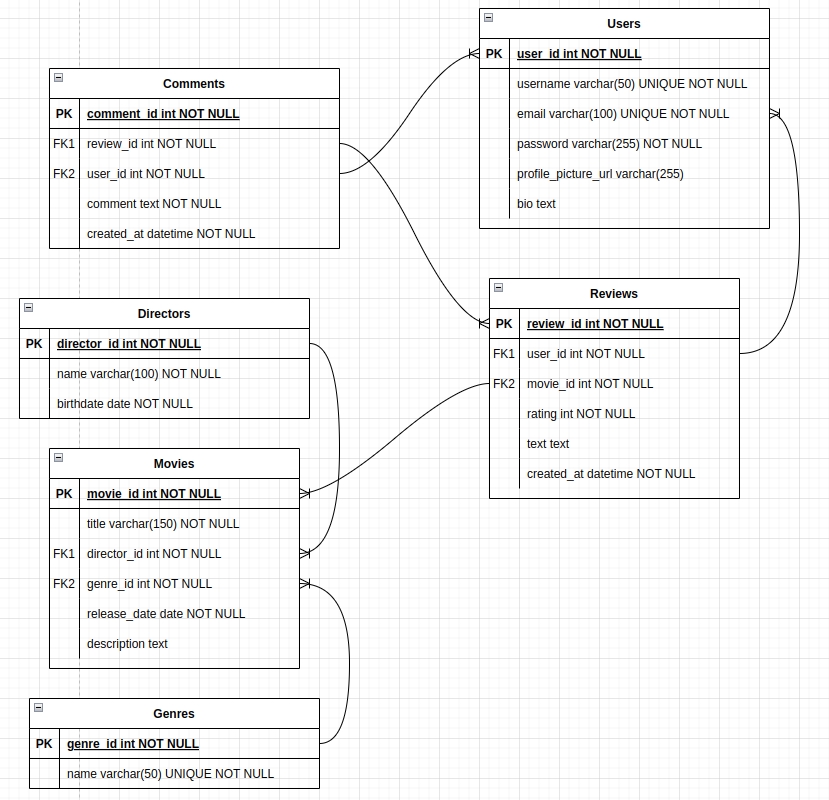 Users
PK user_id int NOT NULL
username varchar(50) UNIQUE NOT NULL
email varchar(100) UNIQUE NOT NULL
password varchar(255) NOT NULL
profile_picture_url varchar(255)
bio text
Comments
PK comment_id int NOT NULL
FK1 review_id int NOT NULL
FK2 user_id int NOT NULL
comment text NOT NULL
created_at datetime NOT NULL
Reviews
PK review_id int NOT NULL
FK1 user_id int NOT NULL
FK2 movie_id int NOT NULL
rating int NOT NULL
text text
created_at datetime NOT NULL
Directors
PK director_id int NOT NULL
name varchar(100) NOT NULL
birthdate date NOT NULL
Movies
PK movie_id int NOT NULL
title varchar(150) NOT NULL
FK1 director_id int NOT NULL
FK2 genre_id int NOT NULL
release_date date NOT NULL
description text
Genres
PK genre_id int NOT NULL
name varchar(50) UNIQUE NOT NULL